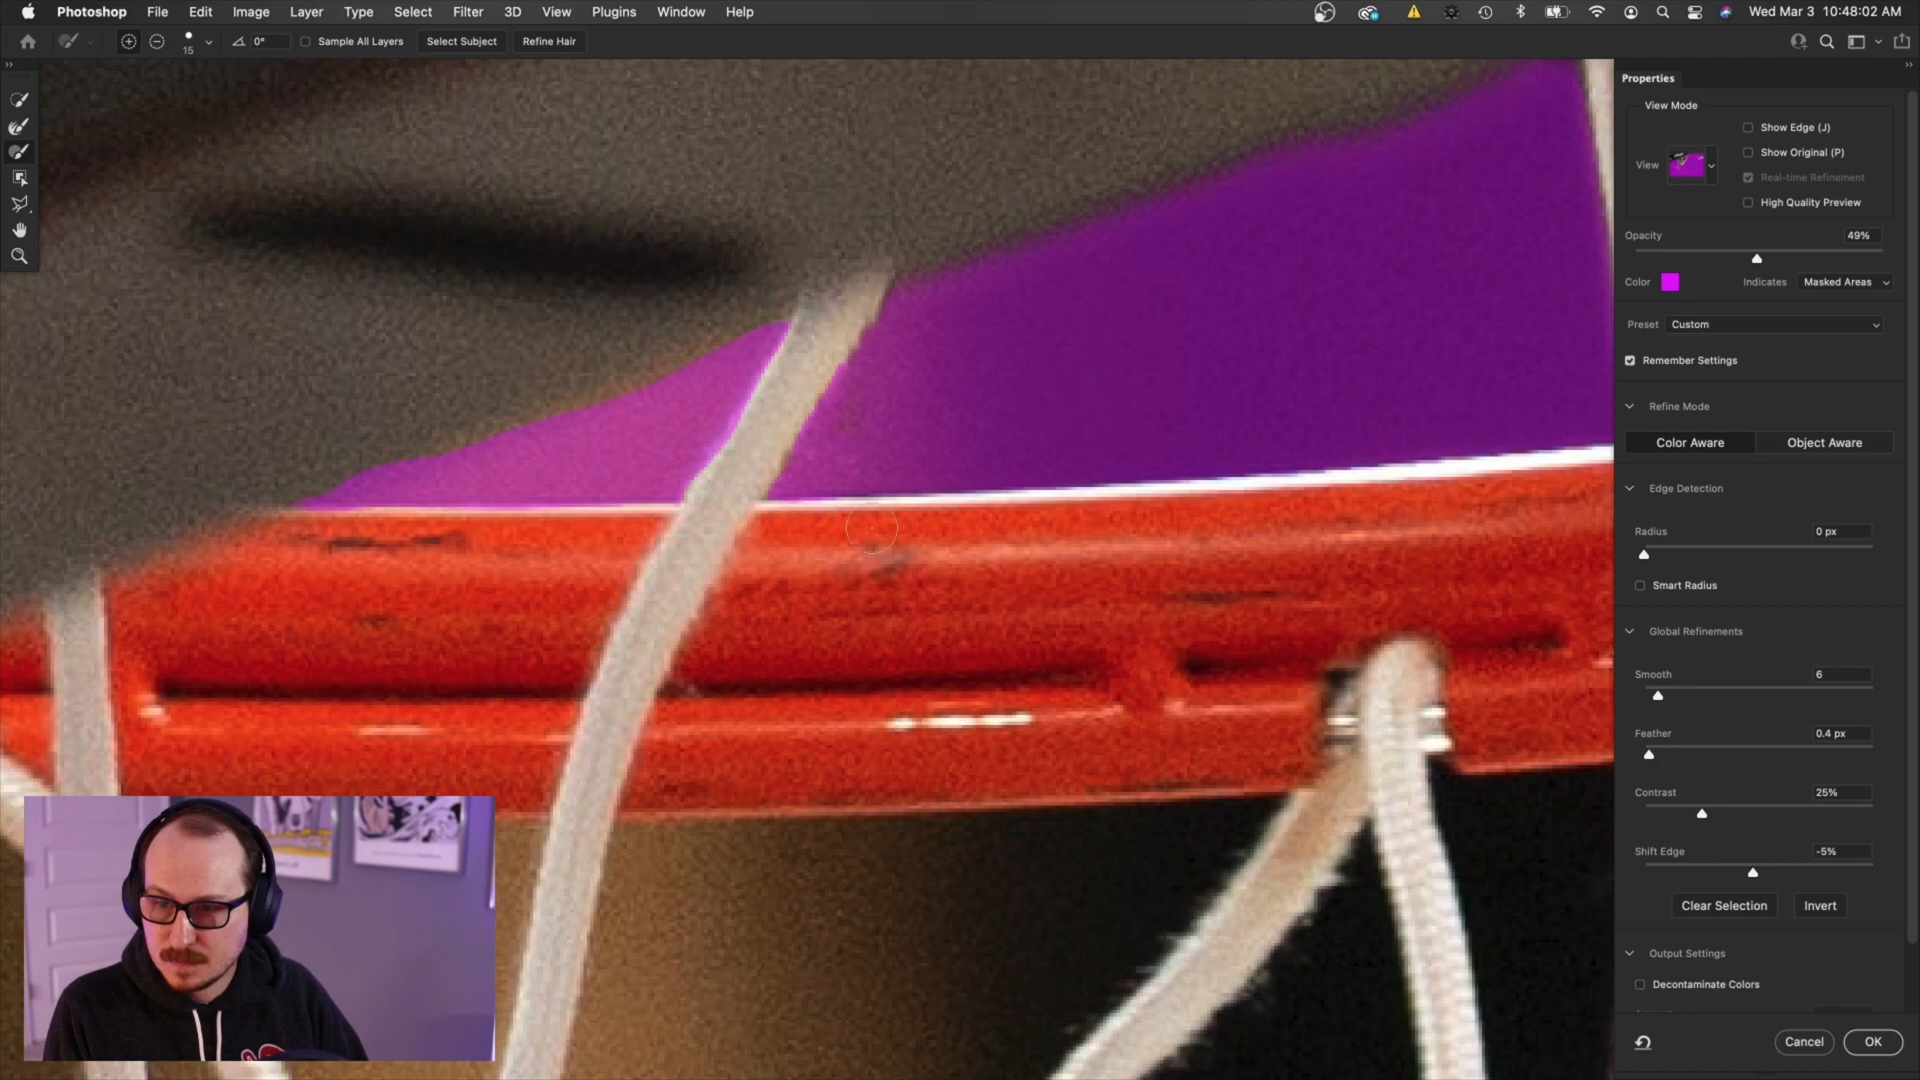 Photoshop File Edit Image Layer Type Select Filter 3D View Plugins Window Help Wed Mar 3 10:48:02 AM
15 0° Sample All Layers Select Subject Refine Hair
Properties
View Mode
Show Edge (J)
View Show Original (P)
Real-time Refinement
High Quality Preview
Opacity 49%
Color Indicates Masked Areas
Preset Custom
Remember Settings
Refine Mode
Color Aware Object Aware
Edge Detection
Radius 0 px
Smart Radius
Global Refinements
Smooth 6
Feather 0.4 px
Contrast 25%
Shift Edge -5%
Clear Selection Invert
Output Settings
Decontaminate Colors
Cancel OK